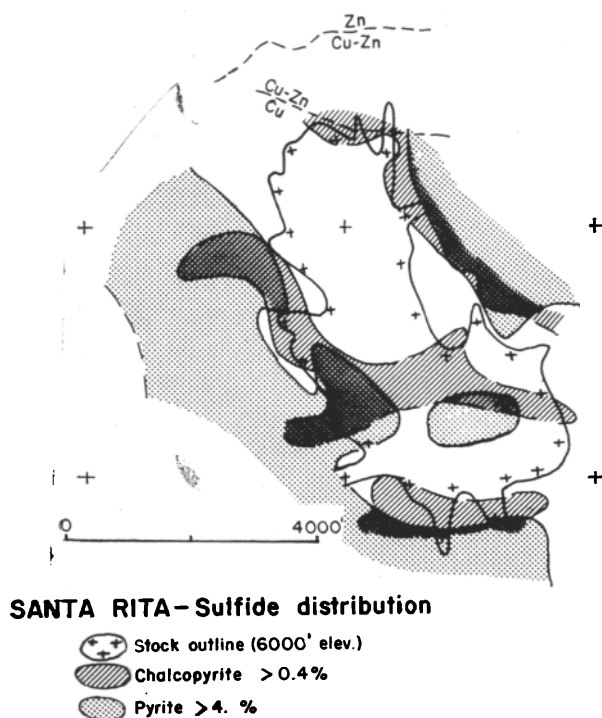 Zn
Cu-Zn
Cu-Zn
Cu
0 4000'
SANTA RITA - Sulfide distribution
Stock outline (6000' elev.)
Chalcopyrite > 0.4%
Pyrite > 4. %